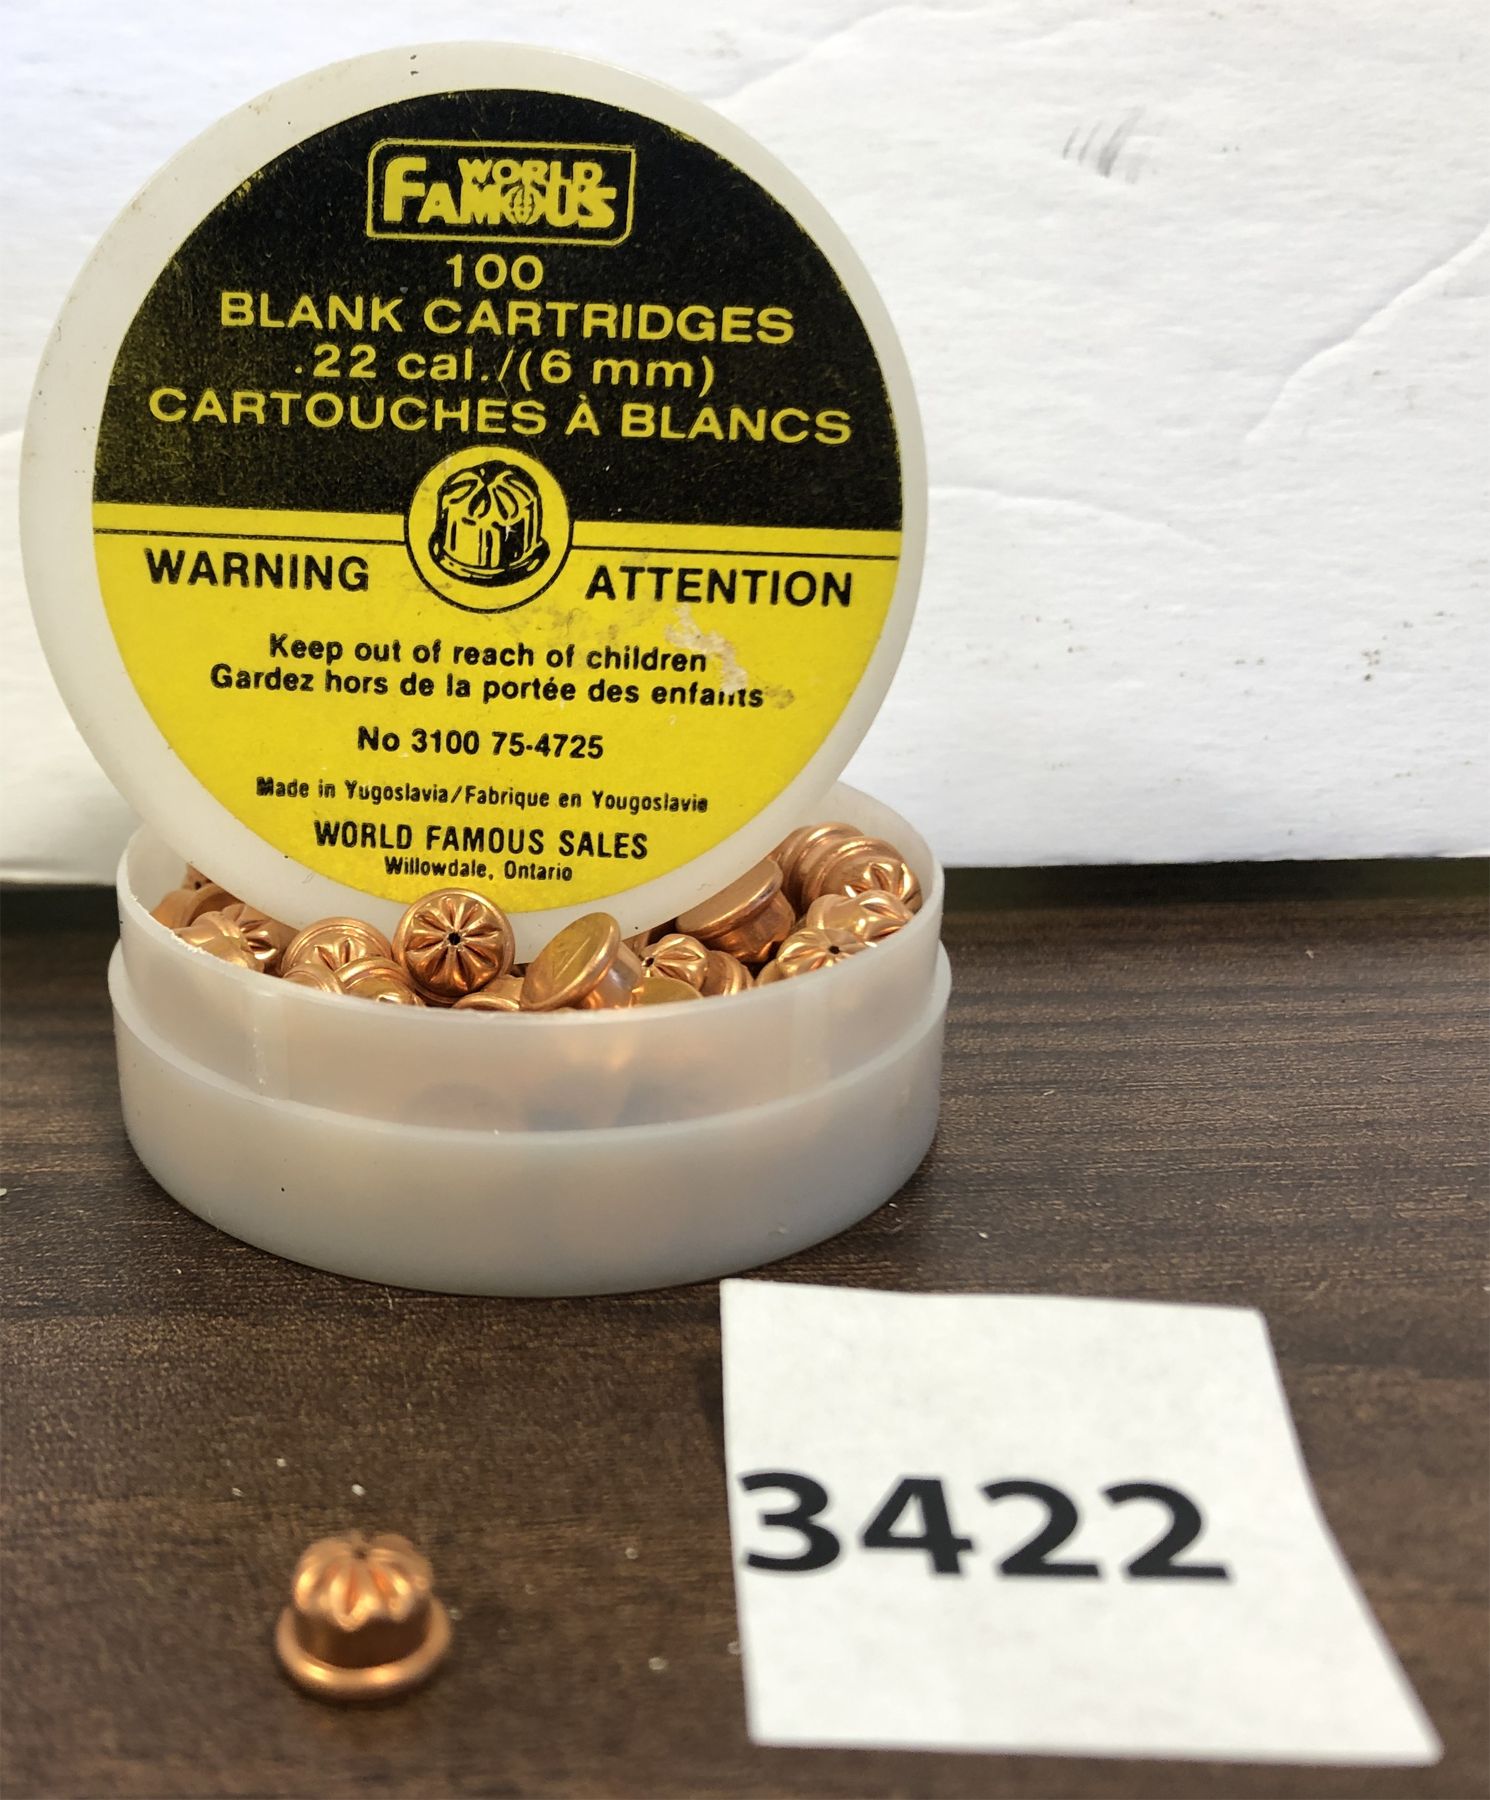 WORLD
FAMOUS
100
BLANK CARTRIDGES
.22 cal./(6 mm)
CARTOUCHES À BLANCS
WARNING ATTENTION
Keep out of reach of children
Gardez hors de la portée des enfants
No 3100 75-4725
Made in Yugoslavia/Fabrique en Yougoslavie
WORLD FAMOUS SALES
Willowdale, Ontario
3422